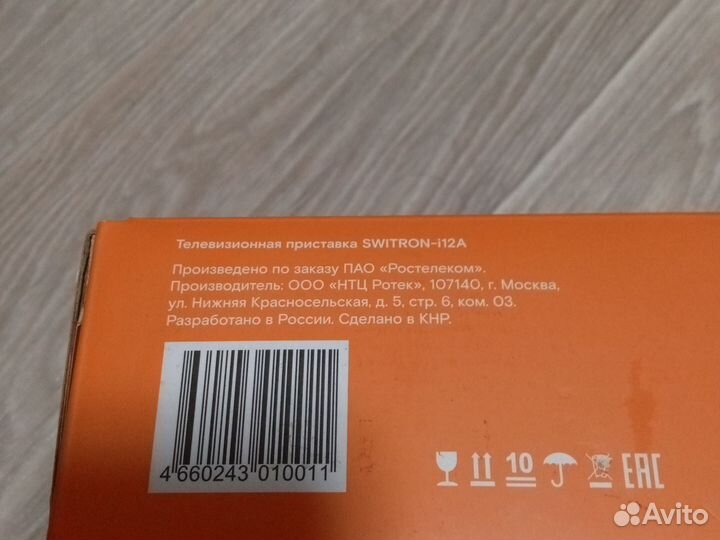 Телевизионная приставка SWITRON-i12A
Произведено по заказу ПАО «Ростелеком».
Производитель: ООО «НТЦ Ротек», 107140, г. Москва,
ул. Нижняя Красносельская, д. 5, стр. 6, ком. 03.
Разработано в России. Сделано в КНР.
4 660243 010011
10
EAC
Avito